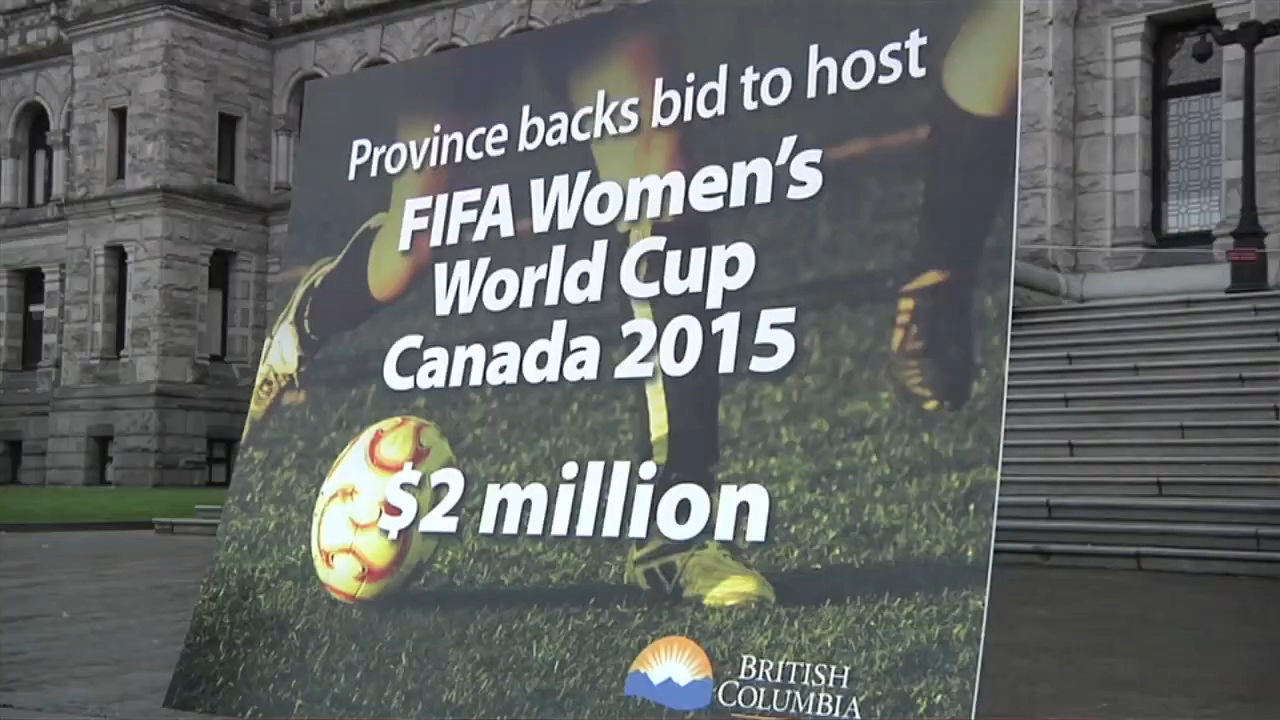 Province backs bid to host
FIFA Women's
World Cup
Canada 2015
$2 million
BRITISH
COLUMBIA